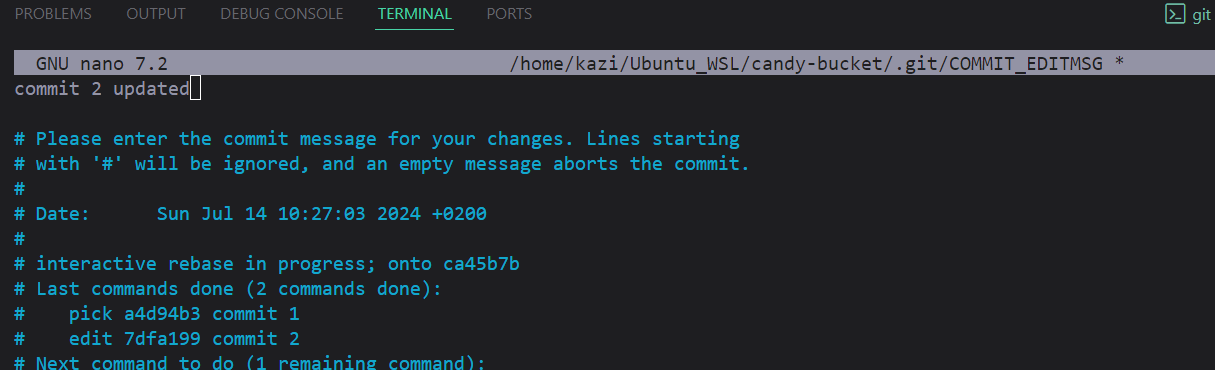 PROBLEMS OUTPUT DEBUG CONSOLE TERMINAL PORTS git
GNU nano 7.2 /home/kazi/Ubuntu_WSL/candy-bucket/.git/COMMIT_EDITMSG *
commit 2 updated
# Please enter the commit message for your changes. Lines starting
# with '#' will be ignored, and an empty message aborts the commit.
#
# Date:      Sun Jul 14 10:27:03 2024 +0200
#
# interactive rebase in progress; onto ca45b7b
# Last commands done (2 commands done):
#    pick a4d94b3 commit 1
#    edit 7dfa199 commit 2
# Next command to do (1 remaining command):